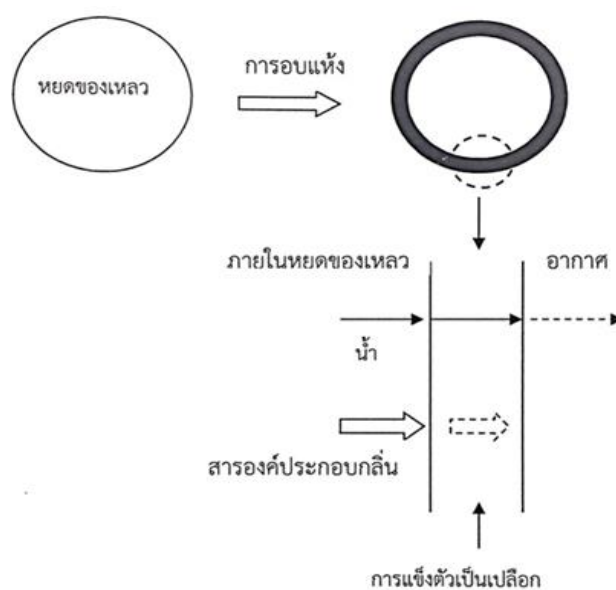 หยดของเหลว
การอบแห้ง
ภายในหยดของเหลว
อากาศ
น้ำ
สารองค์ประกอบกลิ่น
การแข็งตัวเป็นเปลือก